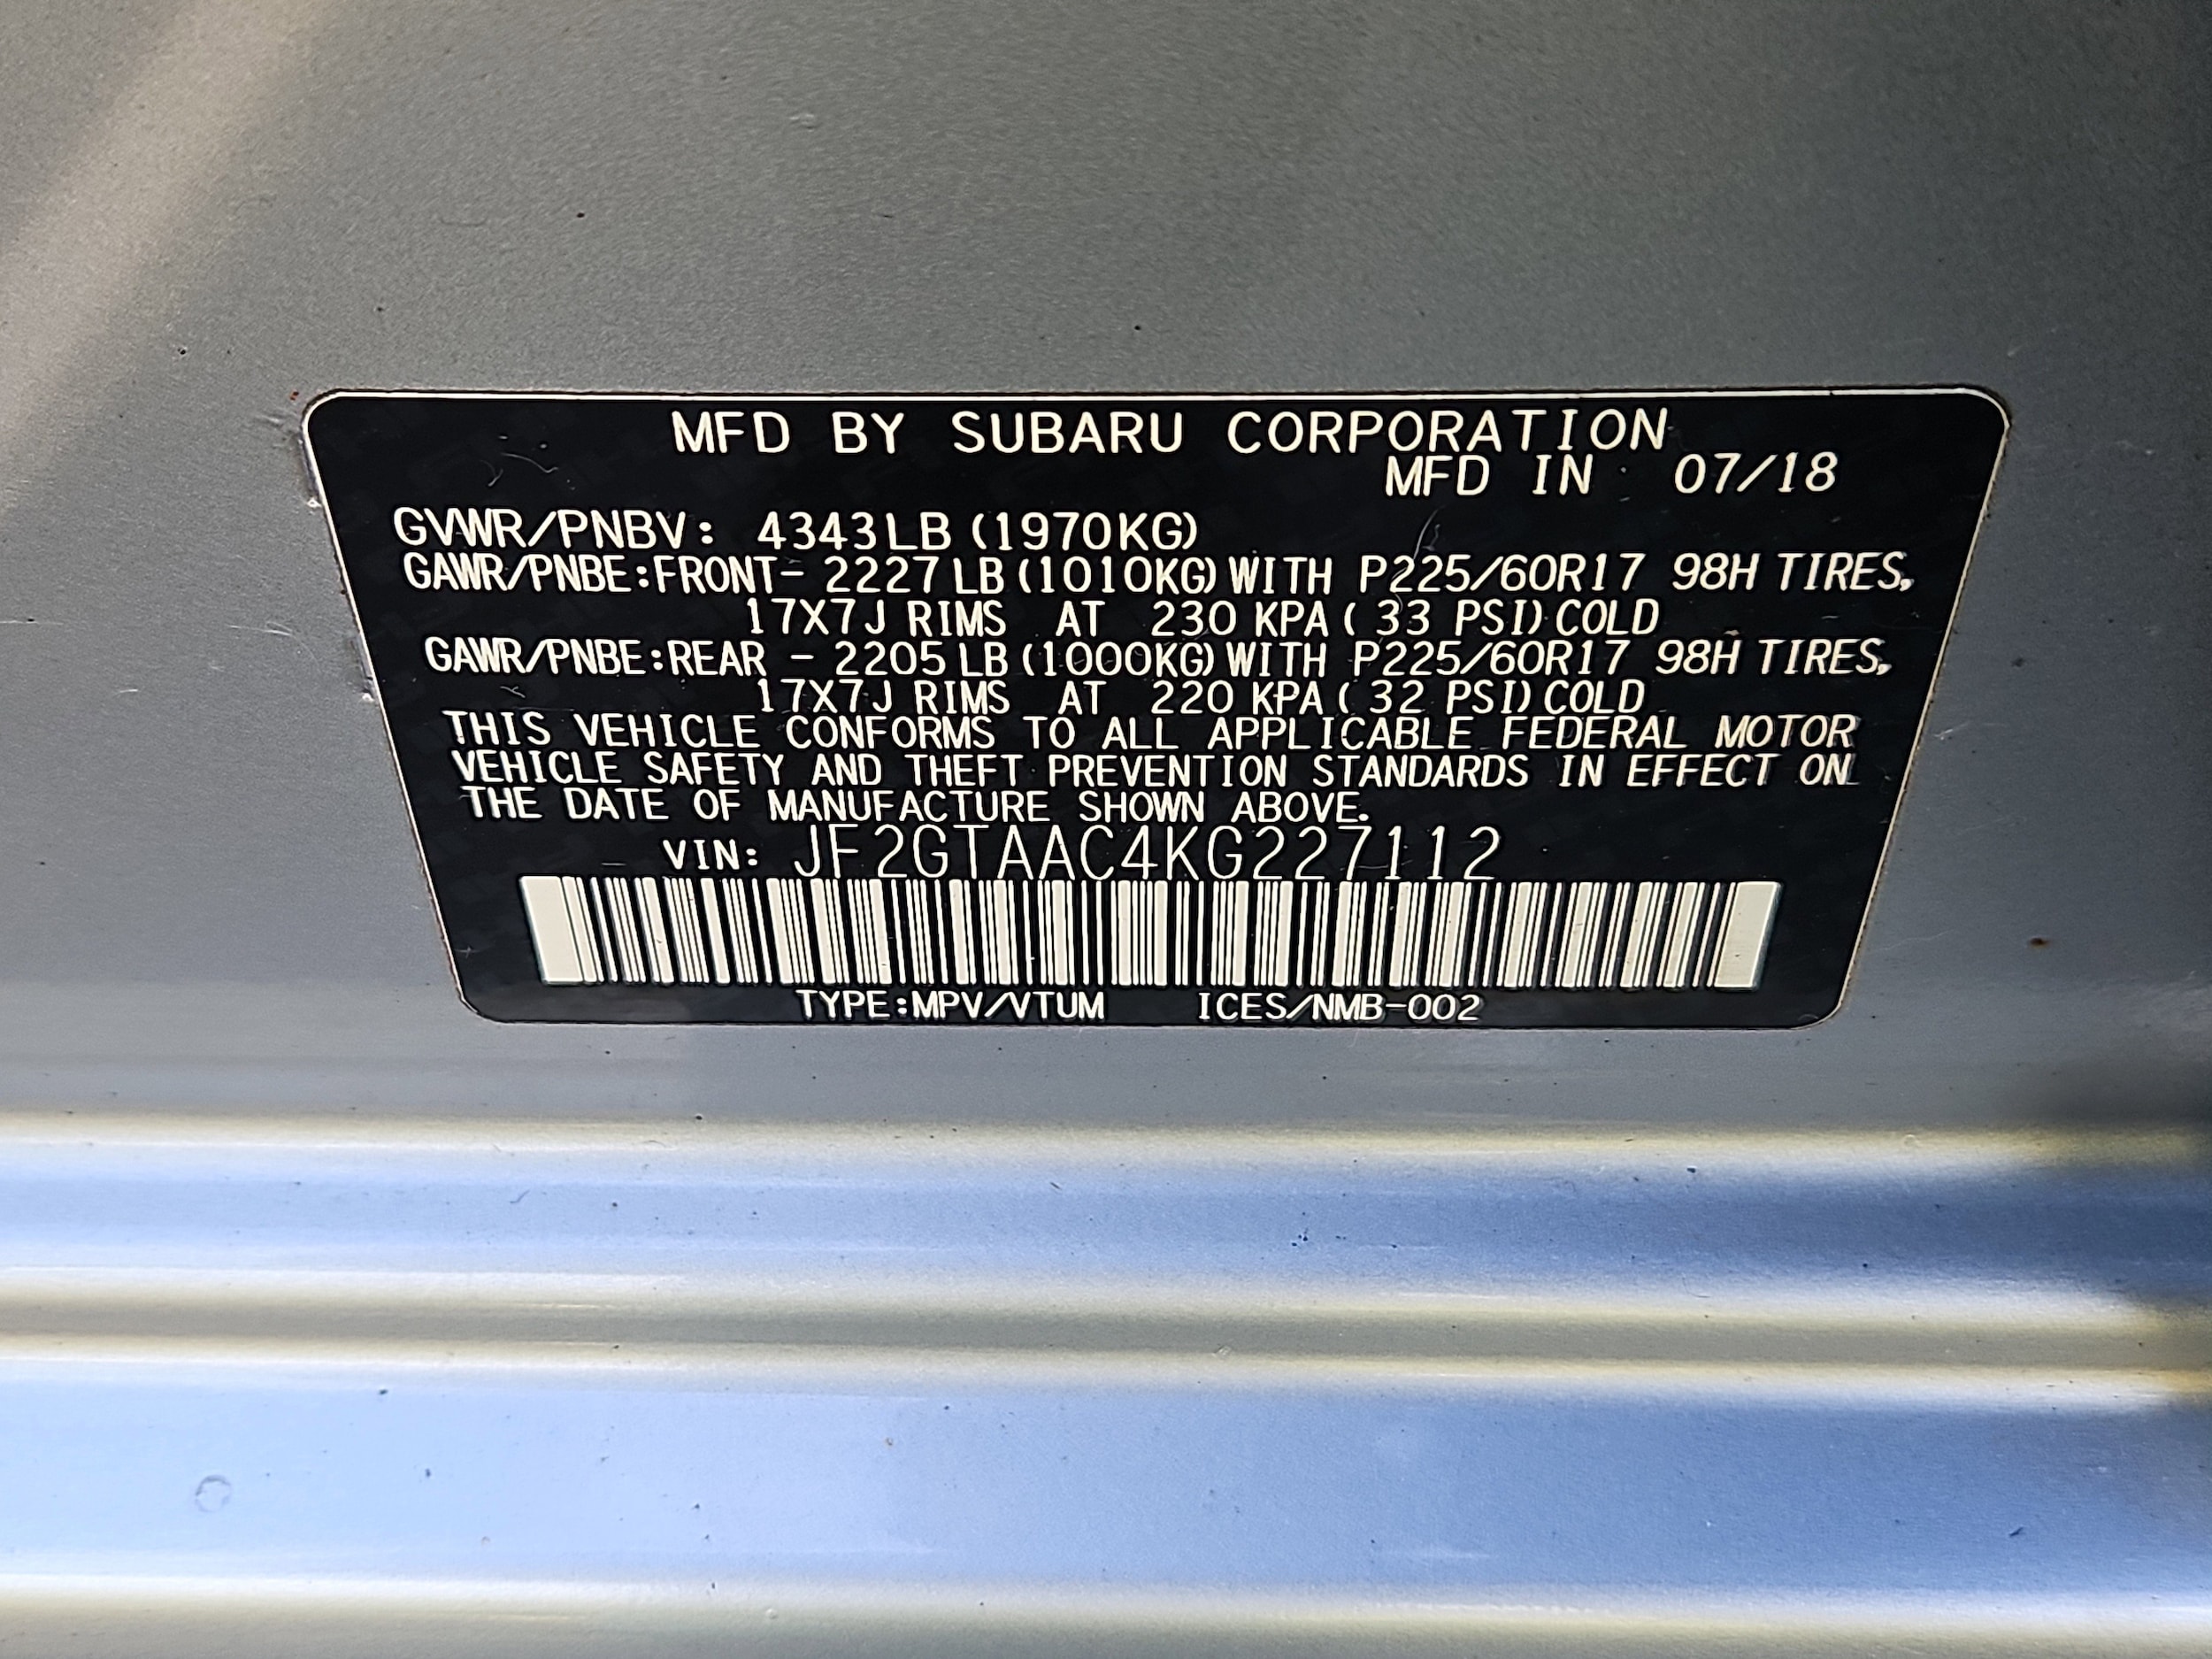 MFD BY SUBARU CORPORATION
MFD IN 07/18
GVWR/PNBV: 4343LB (1970KG)
GAWR/PNBE:FRONT- 2227 LB (1010KG) WITH P225/60R17 98H TIRES,
17X7J RIMS AT 230 KPA ( 33 PSI) COLD
GAWR/PNBE:REAR - 2205 LB (1000KG) WITH P225/60R17 98H TIRES,
17X7J RIMS AT 220 KPA ( 32 PSI) COLD
THIS VEHICLE CONFORMS TO ALL APPLICABLE FEDERAL MOTOR
VEHICLE SAFETY AND THEFT PREVENTION STANDARDS IN EFFECT ON
THE DATE OF MANUFACTURE SHOWN ABOVE.
VIN: JF2GTAAC4KG227112
TYPE:MPV/VTUM ICES/NMB-002